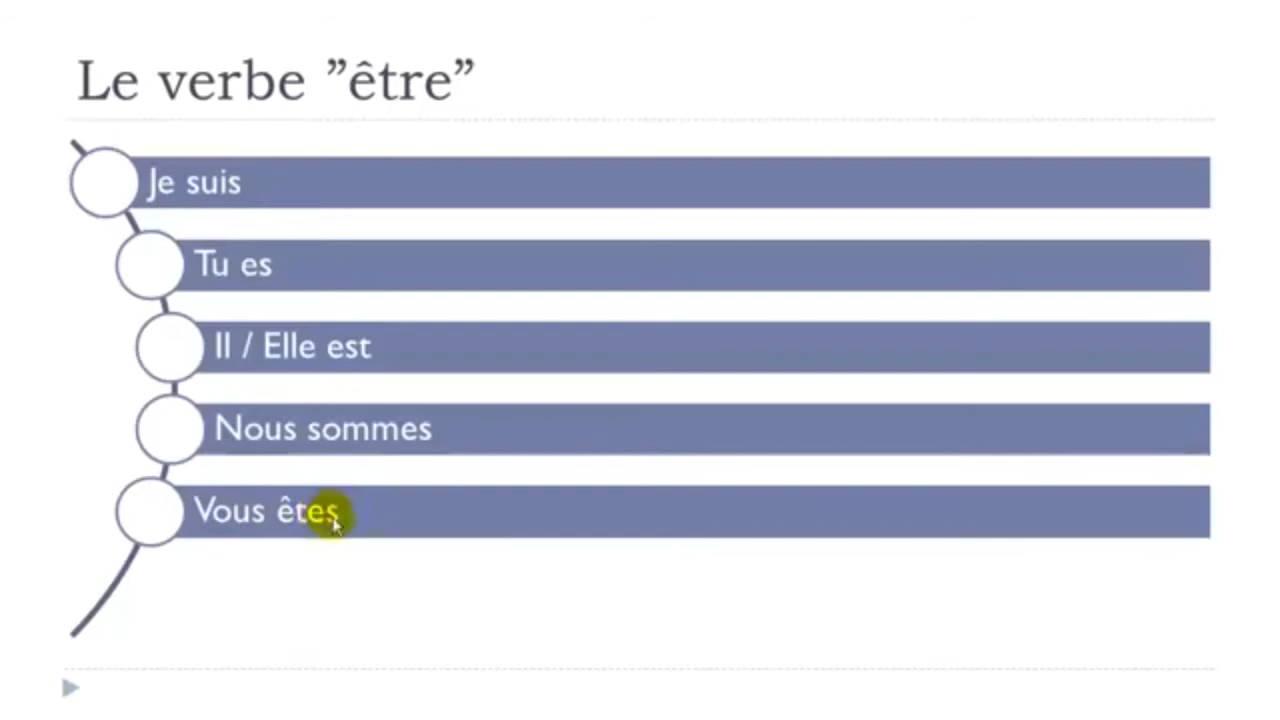 Le verbe ”être”
Je suis
Tu es
Il / Elle est
Nous sommes
Vous êtes